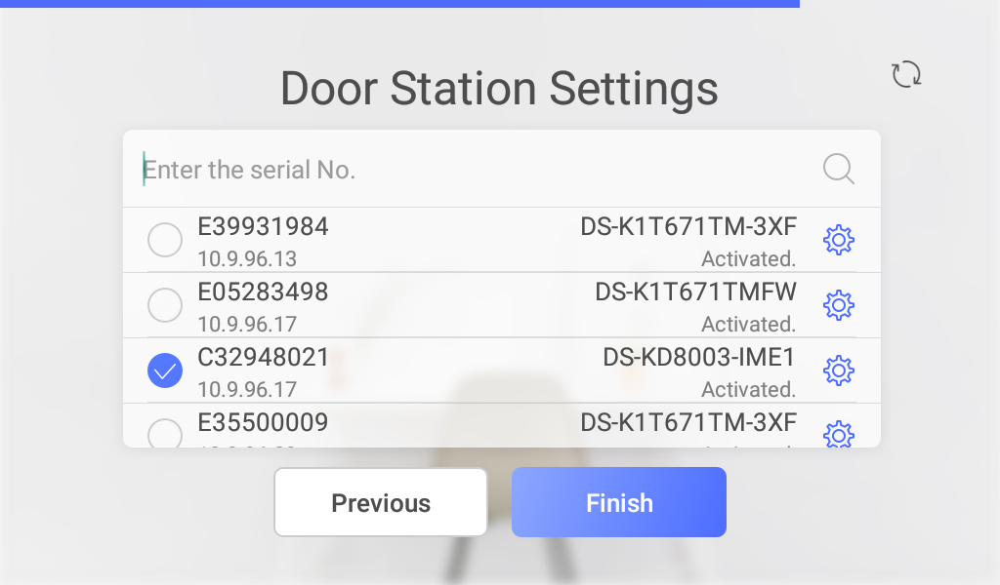 Door Station Settings
Enter the serial No.
E39931984 DS-K1T671TM-3XF
10.9.96.13 Activated.
E05283498 DS-K1T671TMFW
10.9.96.17 Activated.
C32948021 DS-KD8003-IME1
10.9.96.17 Activated.
E35500009 DS-K1T671TM-3XF
Previous Finish